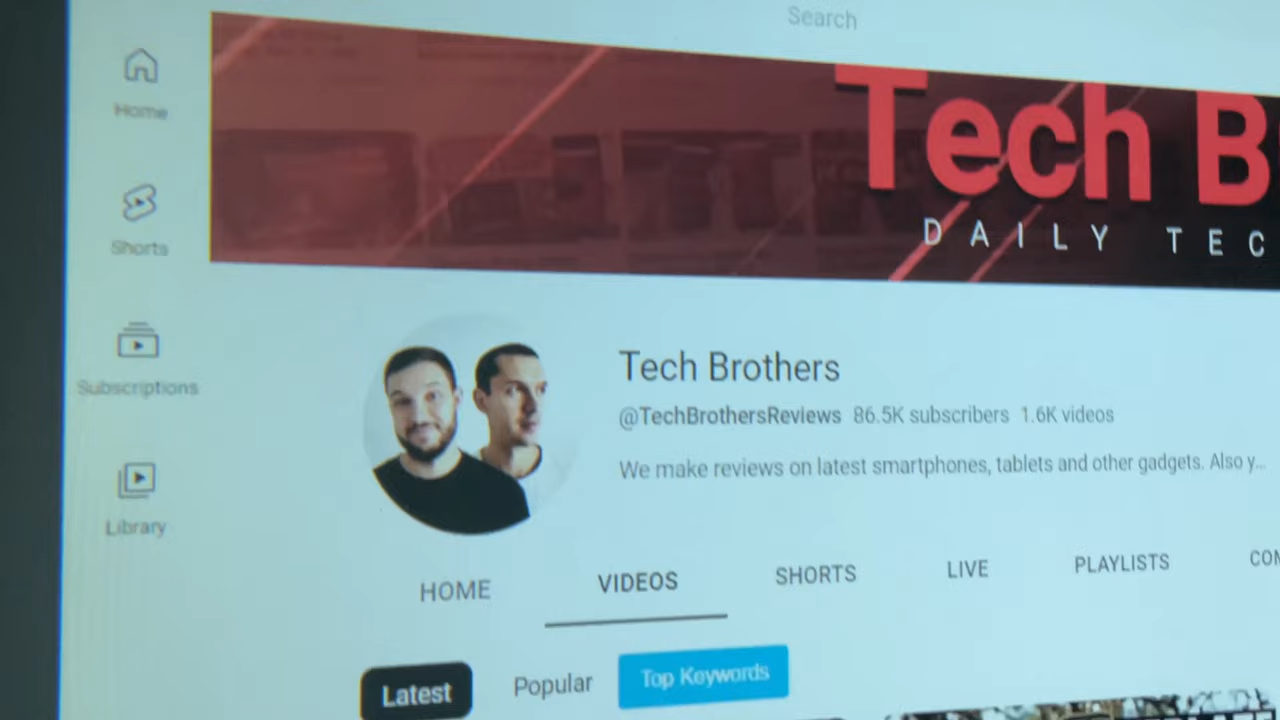 Search
Home
Shorts
Subscriptions
Library
Tech B
DAILY TEC
Tech Brothers
@TechBrothersReviews 86.5K subscribers 1.6K videos
We make reviews on latest smartphones, tablets and other gadgets. Also y...
HOME VIDEOS SHORTS LIVE PLAYLISTS COM
Latest Popular Top Keywords